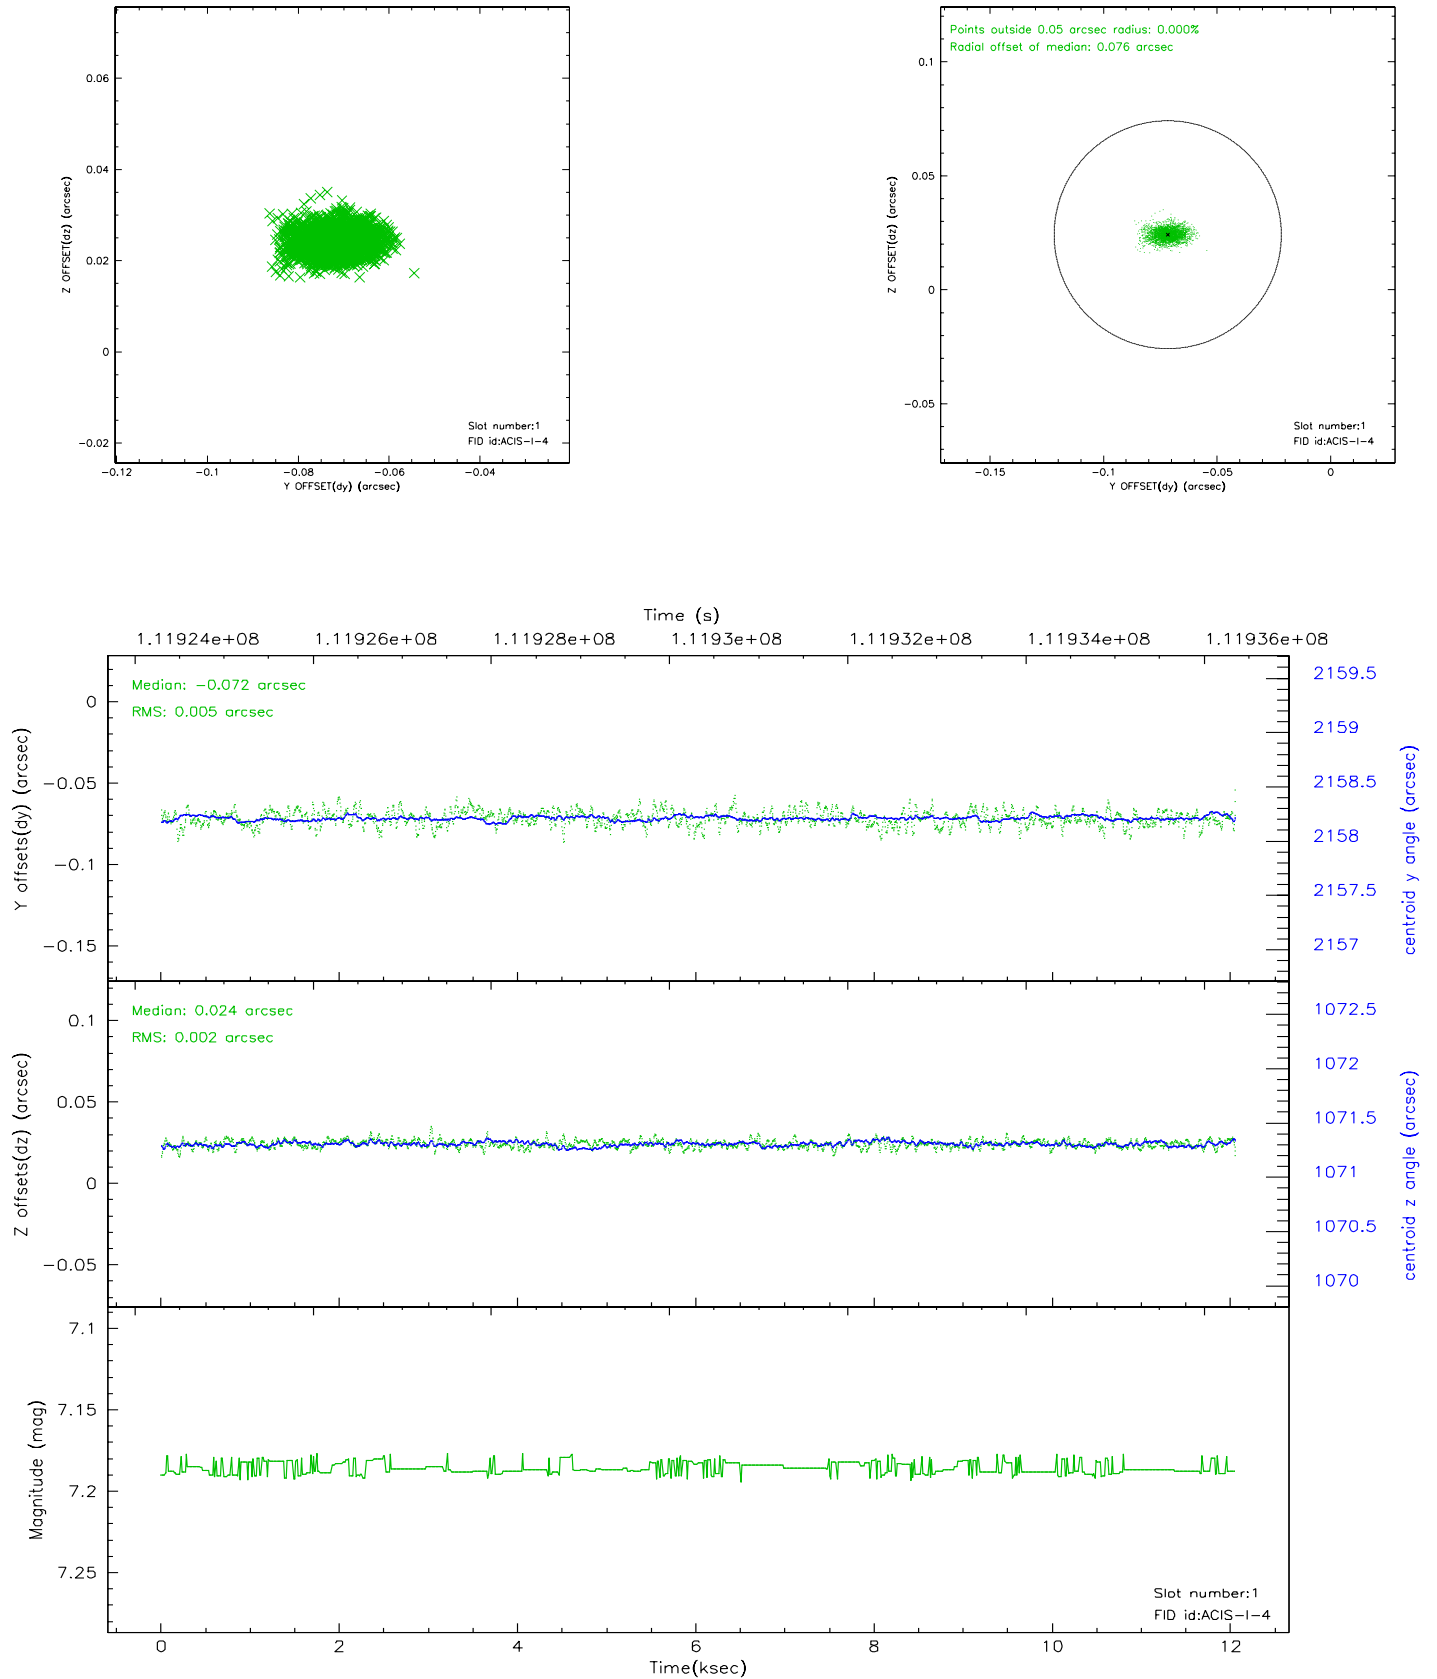 0.06
0.04
0.02
0
−0.02
Z OFFSET(dz) (arcsec)
Slot number:1
FID id:ACIS−I−4
−0.12 −0.1 −0.08 −0.06 −0.04
Y OFFSET(dy) (arcsec)
Points outside 0.05 arcsec radius: 0.000%
Radial offset of median: 0.076 arcsec
0.1
0.05
0
−0.05
Z OFFSET(dz) (arcsec)
Slot number:1
FID id:ACIS−I−4
−0.15 −0.1 −0.05 0
Y OFFSET(dy) (arcsec)
Time (s)
1.11924e+08 1.11926e+08 1.11928e+08 1.1193e+08 1.11932e+08 1.11934e+08 1.11936e+08
Median: −0.072 arcsec
RMS: 0.005 arcsec
0
−0.05
−0.1
−0.15
Y offsets(dy) (arcsec)
2159.5
2159
2158.5
2158
2157.5
2157
centroid y angle (arcsec)
Median: 0.024 arcsec
RMS: 0.002 arcsec
0.1
0.05
0
−0.05
Z offsets(dz) (arcsec)
1072.5
1072
1071.5
1071
1070.5
1070
centroid z angle (arcsec)
7.1
7.15
7.2
7.25
Magnitude (mag)
Slot number:1
FID id:ACIS−I−4
0 2 4 6 8 10 12
Time(ksec)